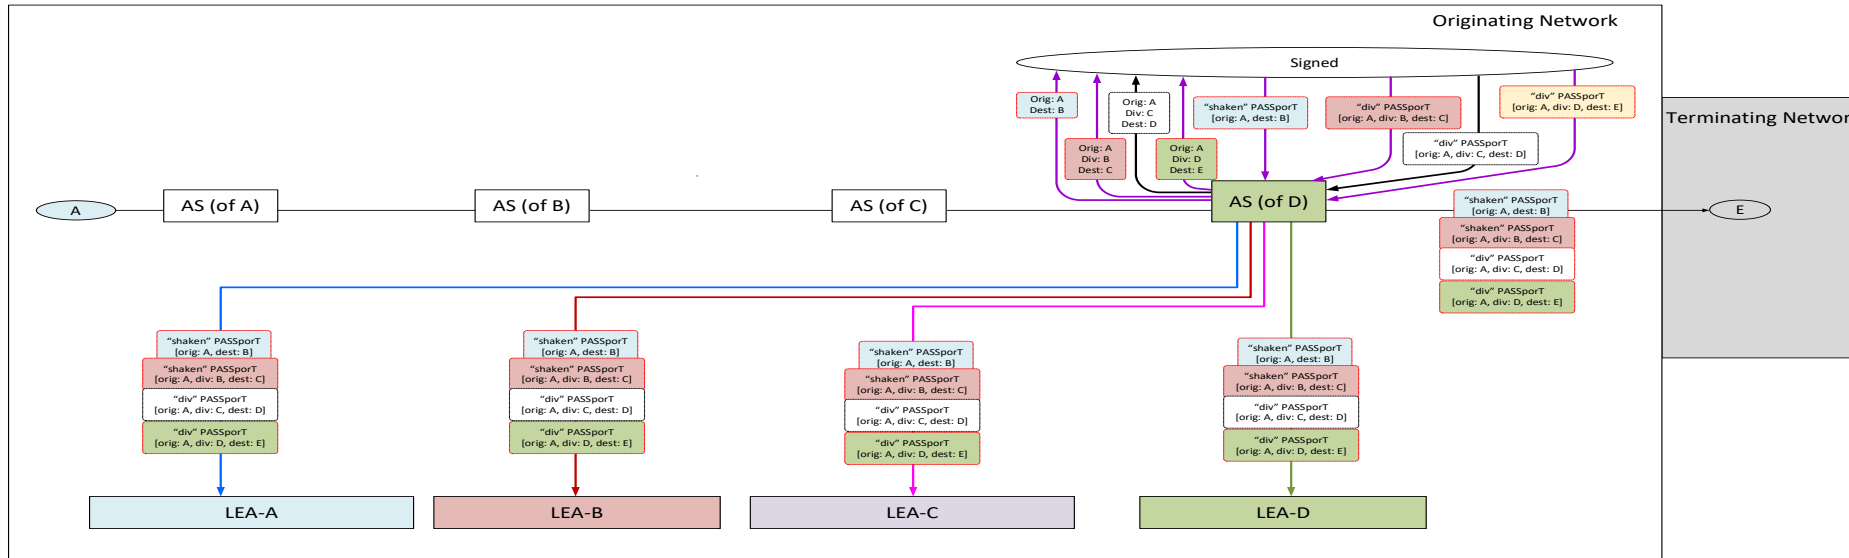 Originating Network
Signed
Terminating Networ
Orig: A
Dest: B
Orig: A
Div: B
Dest: C
Orig: A
Div: C
Dest: D
Orig: A
Div: D
Dest: E
“shaken” PASSporT
[orig: A, dest: B]
“div” PASSporT
[orig: A, div: B, dest: C]
“div” PASSporT
[orig: A, div: C, dest: D]
“div” PASSporT
[orig: A, div: D, dest: E]
A
AS (of A)
AS (of B)
AS (of C)
AS (of D)
E
“shaken” PASSporT
[orig: A, dest: B]
“shaken” PASSporT
[orig: A, div: B, dest: C]
“div” PASSporT
[orig: A, div: C, dest: D]
“div” PASSporT
[orig: A, div: D, dest: E]
“shaken” PASSporT
[orig: A, dest: B]
“shaken” PASSporT
[orig: A, div: B, dest: C]
“div” PASSporT
[orig: A, div: C, dest: D]
“div” PASSporT
[orig: A, div: D, dest: E]
“shaken” PASSporT
[orig: A, dest: B]
“shaken” PASSporT
[orig: A, div: B, dest: C]
“div” PASSporT
[orig: A, div: C, dest: D]
“div” PASSporT
[orig: A, div: D, dest: E]
“shaken” PASSporT
[orig: A, dest: B]
“shaken” PASSporT
[orig: A, div: B, dest: C]
“div” PASSporT
[orig: A, div: C, dest: D]
“div” PASSporT
[orig: A, div: D, dest: E]
“shaken” PASSporT
[orig: A, dest: B]
“shaken” PASSporT
[orig: A, div: B, dest: C]
“div” PASSporT
[orig: A, div: C, dest: D]
“div” PASSporT
[orig: A, div: D, dest: E]
LEA-A
LEA-B
LEA-C
LEA-D